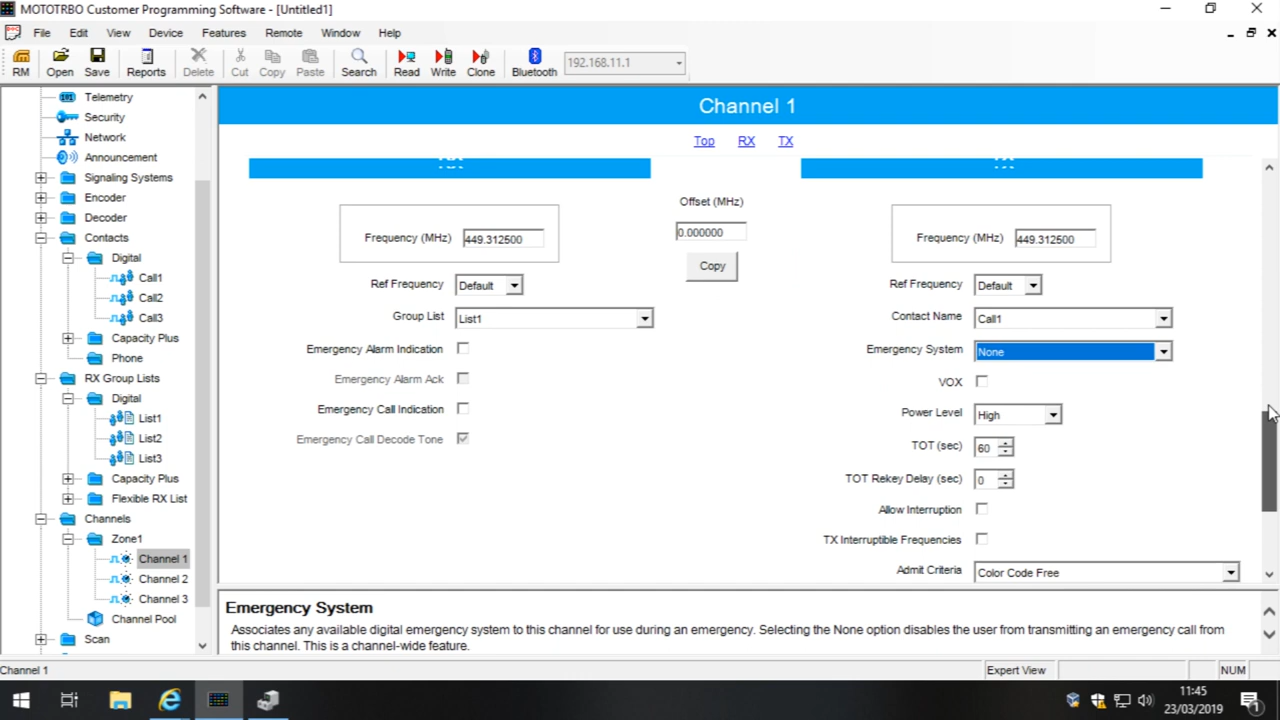 MOTOTRBO Customer Programming Software - [Untitled1]
File Edit View Device Features Remote Window Help
RM Open Save Reports Delete Cut Copy Paste Search Read Write Clone Bluetooth 192.168.11.1
Telemetry
Security
Network
Announcement
Signaling Systems
Encoder
Decoder
Contacts
Digital
Call1
Call2
Call3
Capacity Plus
Phone
RX Group Lists
Digital
List1
List2
List3
Capacity Plus
Flexible RX List
Channels
Zone1
Channel 1
Channel 2
Channel 3
Channel Pool
Scan
Channel 1
Top RX TX
Offset (MHz)
0.000000
Copy
Frequency (MHz) 449.312500
Ref Frequency Default
Group List List1
Emergency Alarm Indication
Emergency Alarm Ack
Emergency Call Indication
Emergency Call Decode Tone
Frequency (MHz) 449.312500
Ref Frequency Default
Contact Name Call1
Emergency System None
VOX
Power Level High
TOT (sec) 60
TOT Rekey Delay (sec) 0
Allow Interruption
TX Interruptible Frequencies
Admit Criteria Color Code Free
Emergency System
Associates any available digital emergency system to this channel for use during an emergency. Selecting the None option disables the user from transmitting an emergency call from
this channel. This is a channel-wide feature.
Channel 1 Expert View NUM
11:45
23/03/2019
1